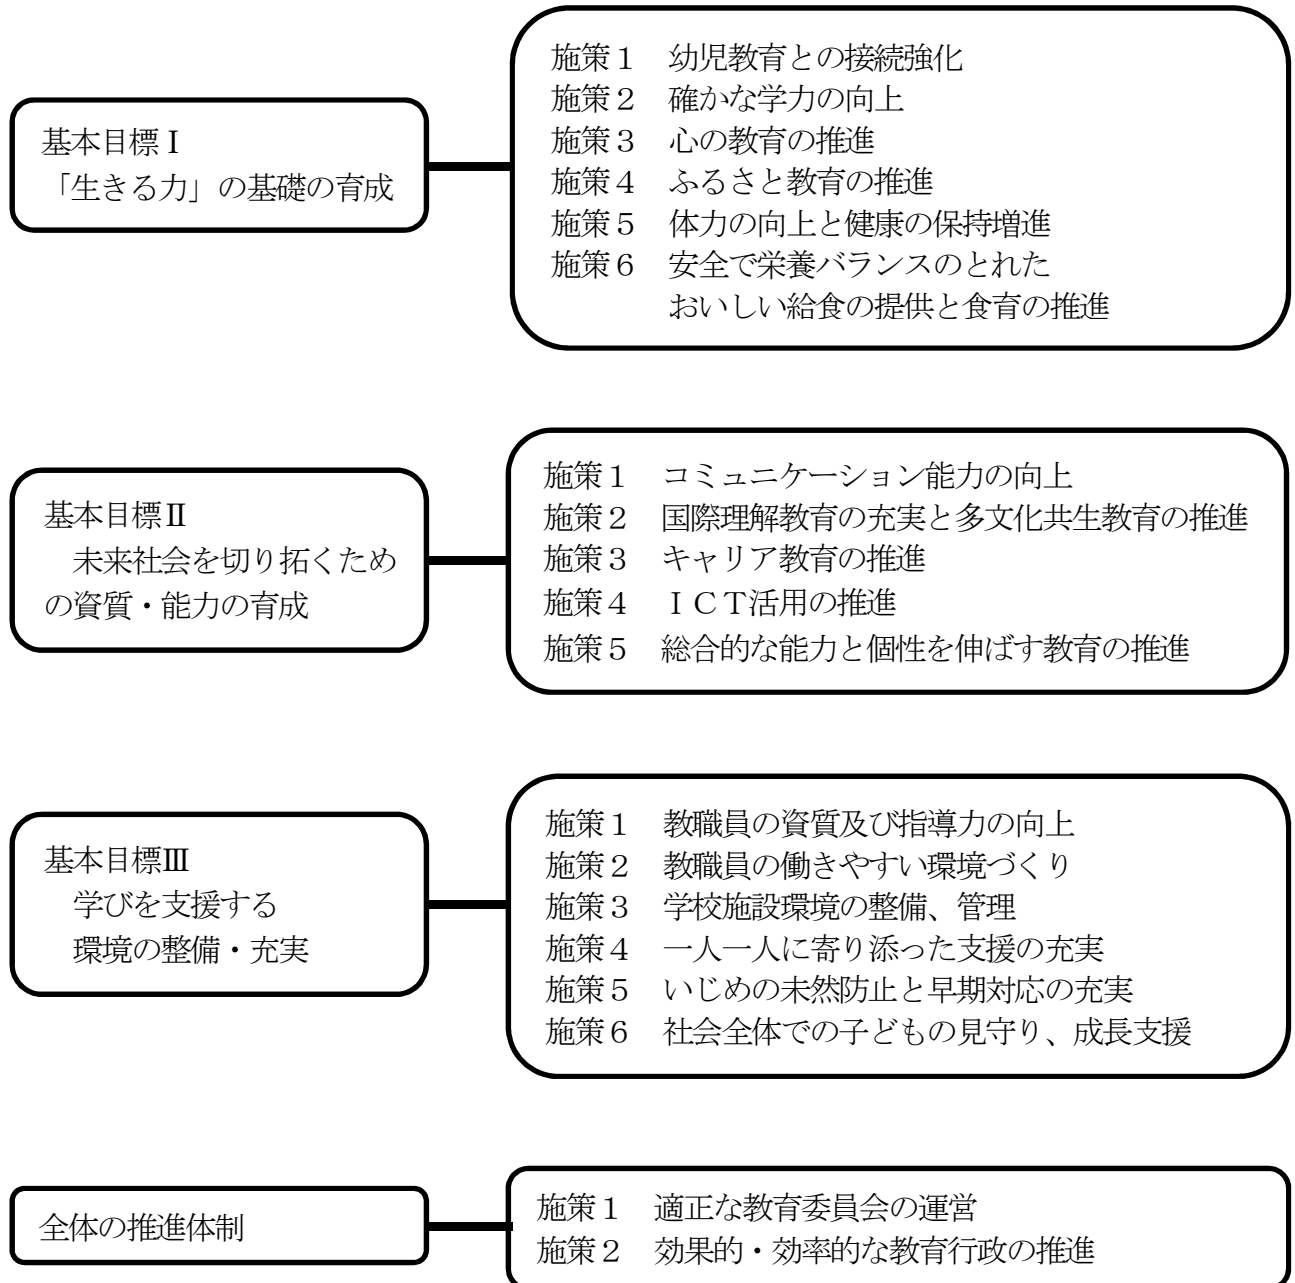 基本目標Ⅰ
「生きる力」の基礎の育成
施策１　幼児教育との接続強化
施策２　確かな学力の向上
施策３　心の教育の推進
施策４　ふるさと教育の推進
施策５　体力の向上と健康の保持増進
施策６　安全で栄養バランスのとれた
おいしい給食の提供と食育の推進
基本目標Ⅱ
未来社会を切り拓くため
の資質・能力の育成
施策１　コミュニケーション能力の向上
施策２　国際理解教育の充実と多文化共生教育の推進
施策３　キャリア教育の推進
施策４　ＩＣＴ活用の推進
施策５　総合的な能力と個性を伸ばす教育の推進
基本目標Ⅲ
学びを支援する
環境の整備・充実
施策１　教職員の資質及び指導力の向上
施策２　教職員の働きやすい環境づくり
施策３　学校施設環境の整備、管理
施策４　一人一人に寄り添った支援の充実
施策５　いじめの未然防止と早期対応の充実
施策６　社会全体での子どもの見守り、成長支援
全体の推進体制
施策１　適正な教育委員会の運営
施策２　効果的・効率的な教育行政の推進